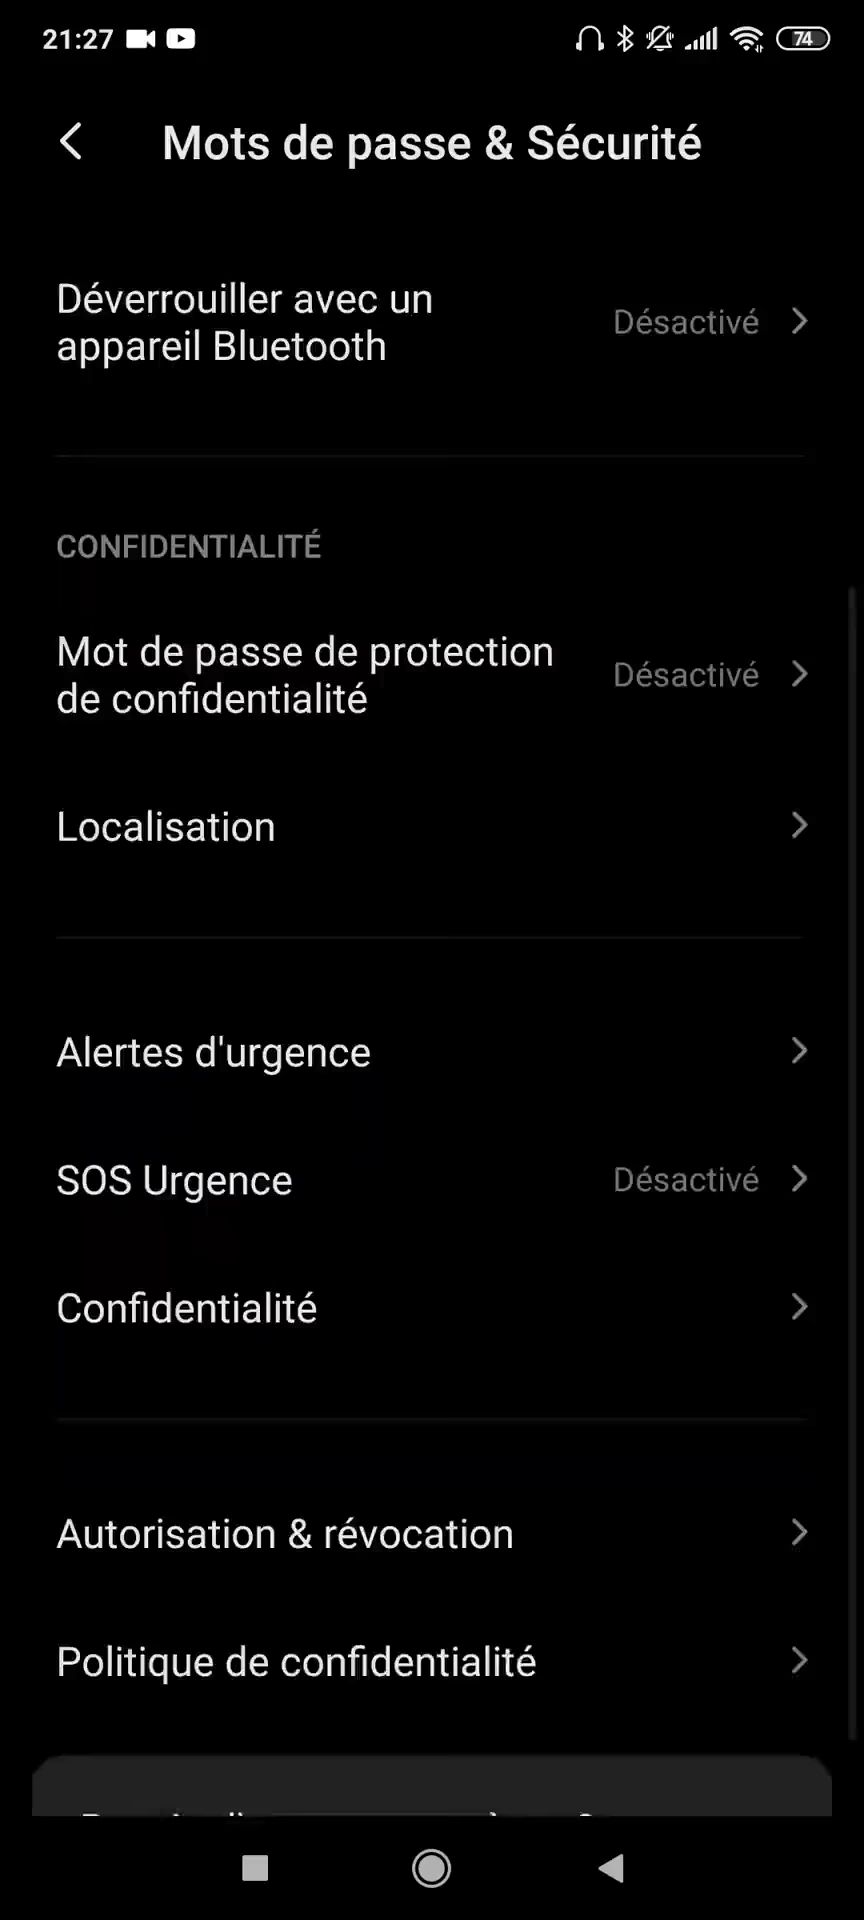 21:27
74
Mots de passe & Sécurité
Déverrouiller avec un
appareil Bluetooth
Désactivé
CONFIDENTIALITÉ
Mot de passe de protection
de confidentialité
Désactivé
Localisation
Alertes d'urgence
SOS Urgence
Désactivé
Confidentialité
Autorisation & révocation
Politique de confidentialité